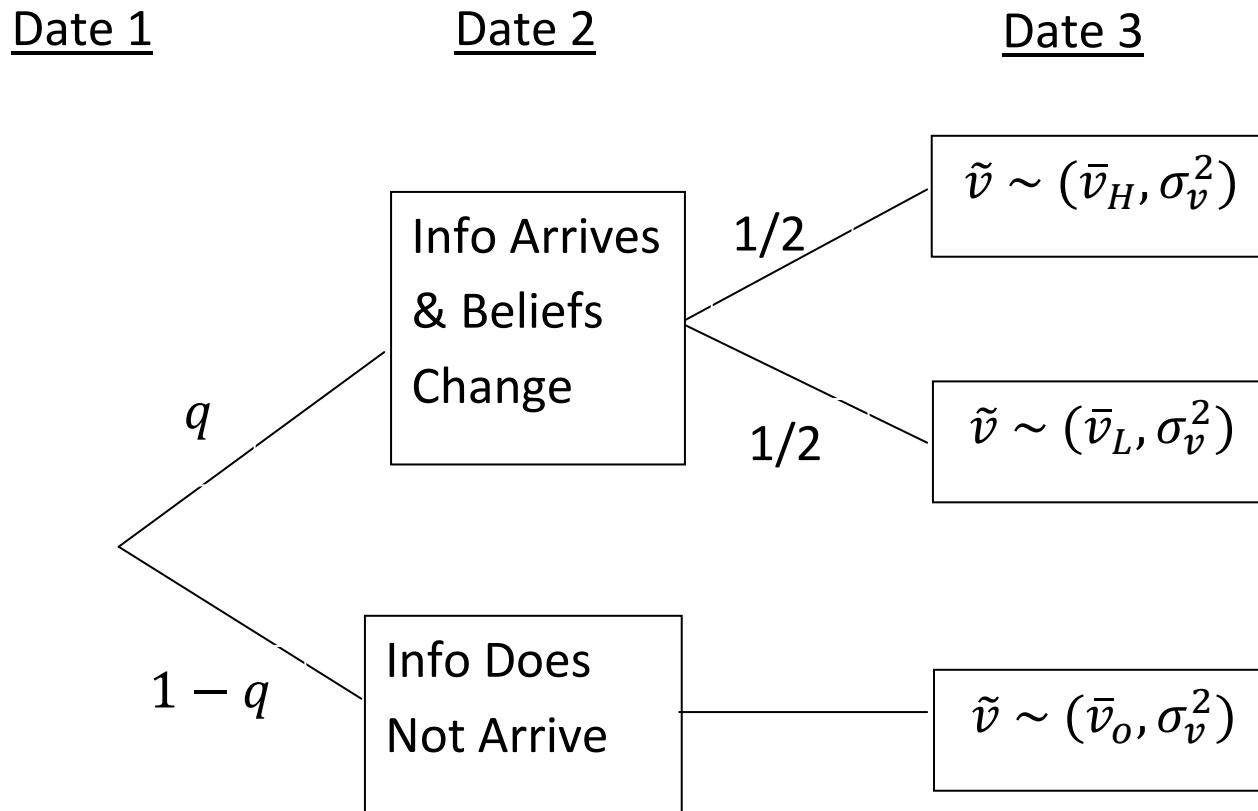 Date 1
Date 2
Date 3
ṽ ~ (v̄_H, σ_v^2)
Info Arrives
& Beliefs
Change
1/2
q
1/2
ṽ ~ (v̄_L, σ_v^2)
Info Does
Not Arrive
1 − q
ṽ ~ (v̄_o, σ_v^2)